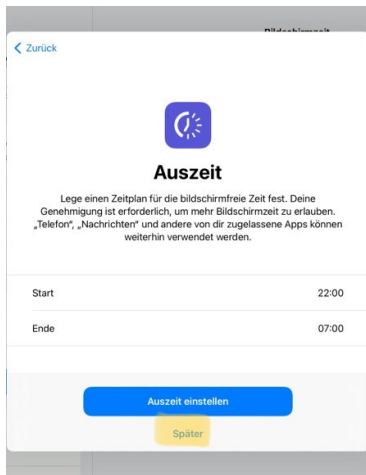 Bildschirmzeit
Zurück
Auszeit
Lege einen Zeitplan für die bildschirmfreie Zeit fest. Deine
Genehmigung ist erforderlich, um mehr Bildschirmzeit zu erlauben.
„Telefon“, „Nachrichten“ und andere von dir zugelassene Apps können
weiterhin verwendet werden.
Start 22:00
Ende 07:00
Auszeit einstellen
Später